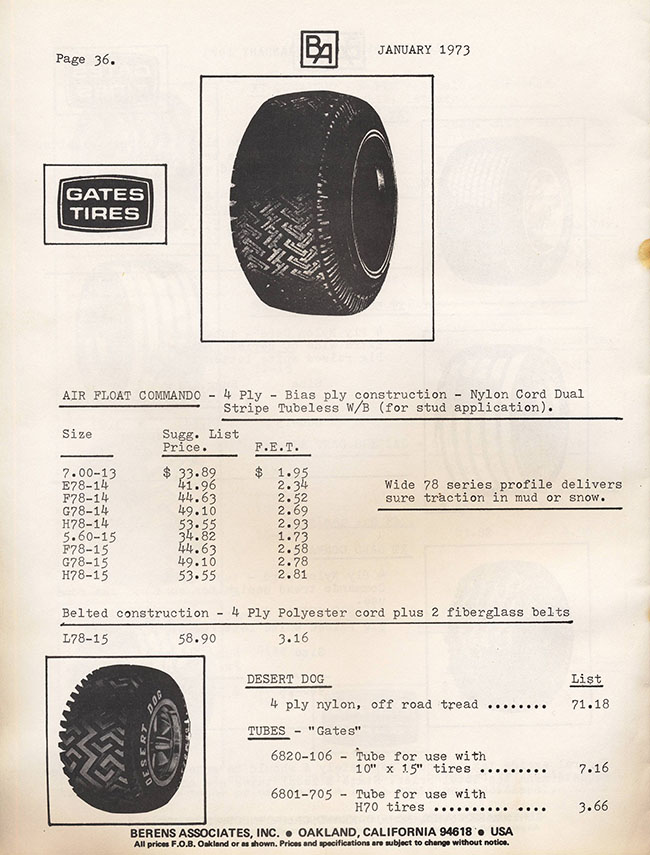 Page 36.
BA
JANUARY 1973
GATES
TIRES
AIR FLOAT COMMANDO - 4 Ply - Bias ply construction - Nylon Cord Dual
Stripe Tubeless W/B (for stud application).
Size Sugg. List
Price. F.E.T.
7.00-13 $ 33.89 $ 1.95
E78-14 41.96 2.34
F78-14 44.63 2.52
G78-14 49.10 2.69
H78-14 53.55 2.93
5.60-15 34.82 1.73
F78-15 44.63 2.58
G78-15 49.10 2.78
H78-15 53.55 2.81
Wide 78 series profile delivers
sure traction in mud or snow.
Belted construction - 4 Ply Polyester cord plus 2 fiberglass belts
L78-15 58.90 3.16
DESERT DOG
DESERT DOG List
4 ply nylon, off road tread ........ 71.18
TUBES - "Gates"
6820-106 - Tube for use with
10" x 15" tires ......... 7.16
6801-705 - Tube for use with
H70 tires .......... .... 3.66
BERENS ASSOCIATES, INC. ● OAKLAND, CALIFORNIA 94618 ● USA
All prices F.O.B. Oakland or as shown. Prices and specifications are subject to change without notice.